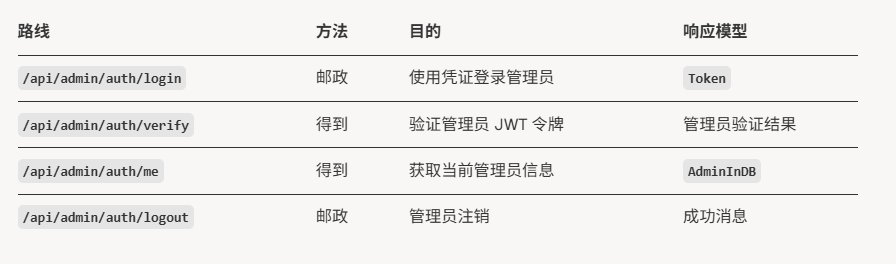 路线 方法 目的 响应模型
/api/admin/auth/login 邮政 使用凭证登录管理员 Token
/api/admin/auth/verify 得到 验证管理员 JWT 令牌 管理员验证结果
/api/admin/auth/me 得到 获取当前管理员信息 AdminInDB
/api/admin/auth/logout 邮政 管理员注销 成功消息